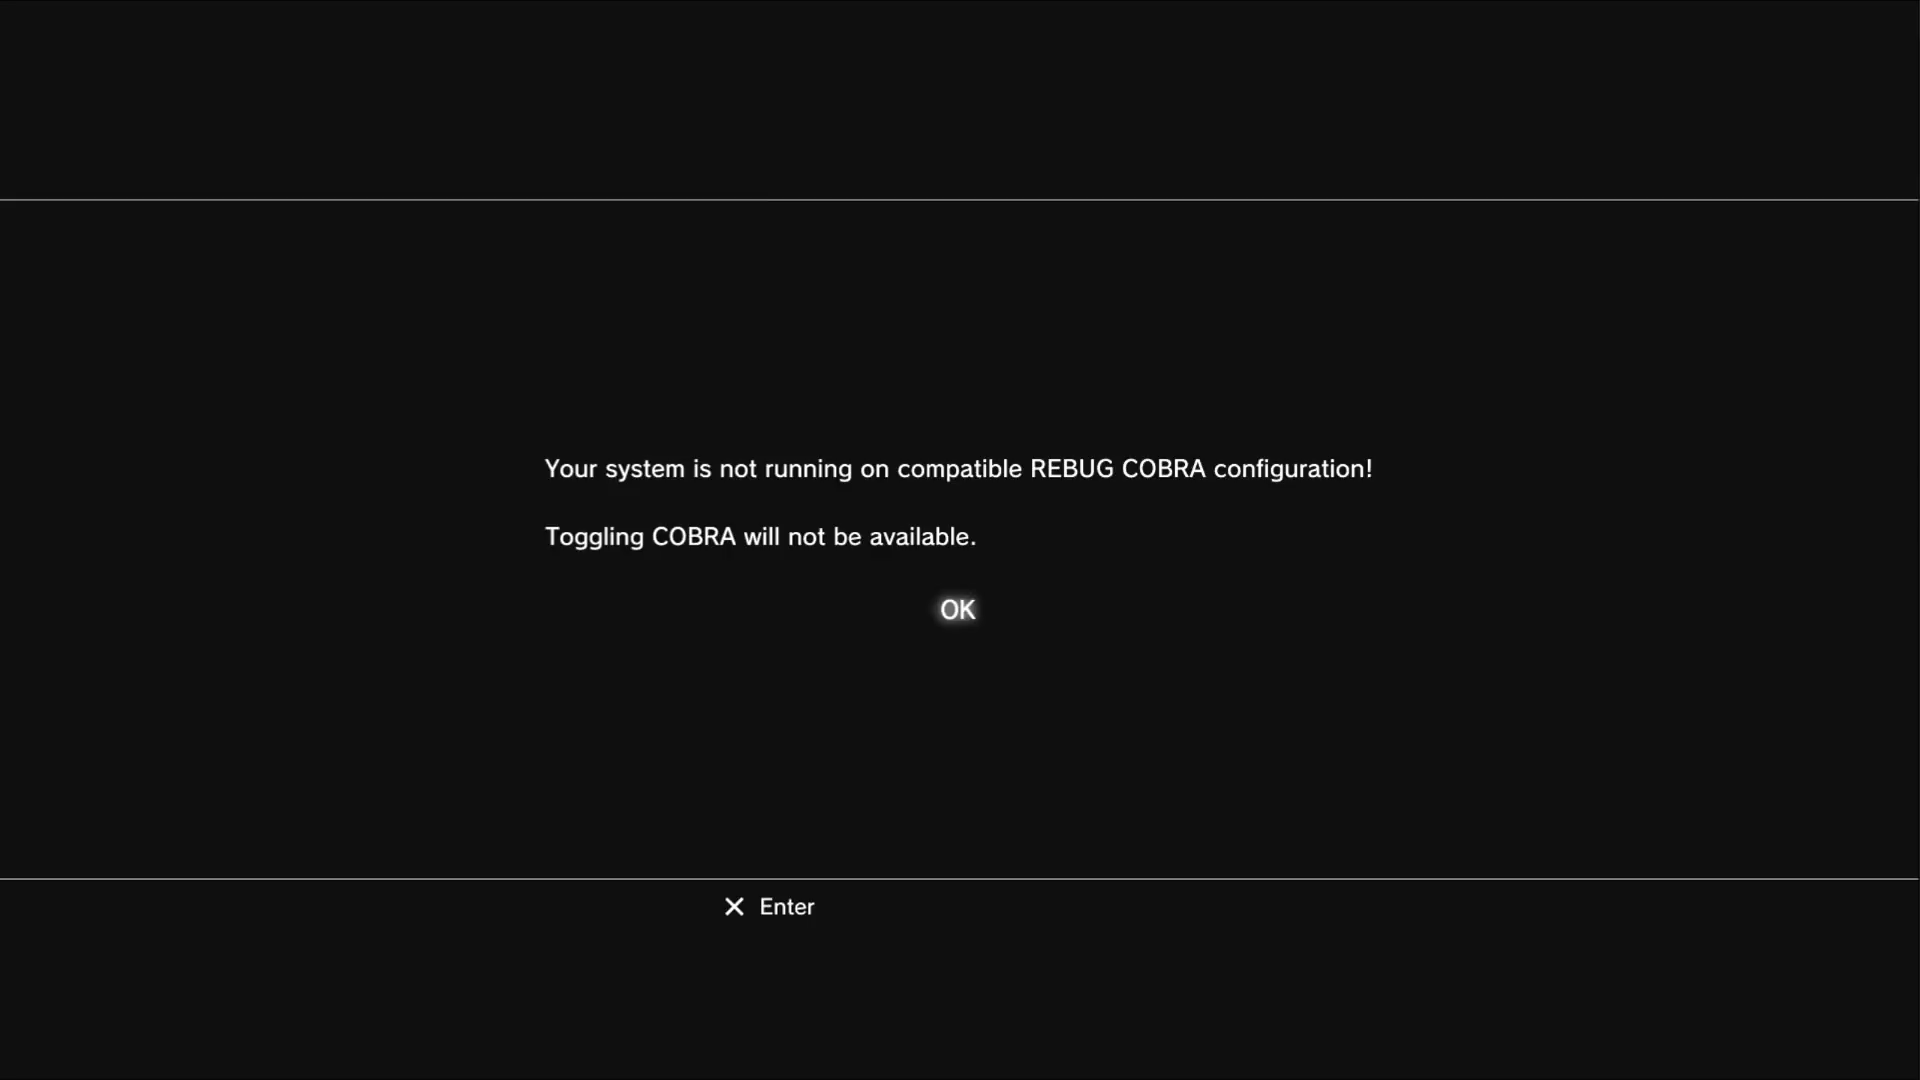 Your system is not running on compatible REBUG COBRA configuration!
Toggling COBRA will not be available.
OK
Enter